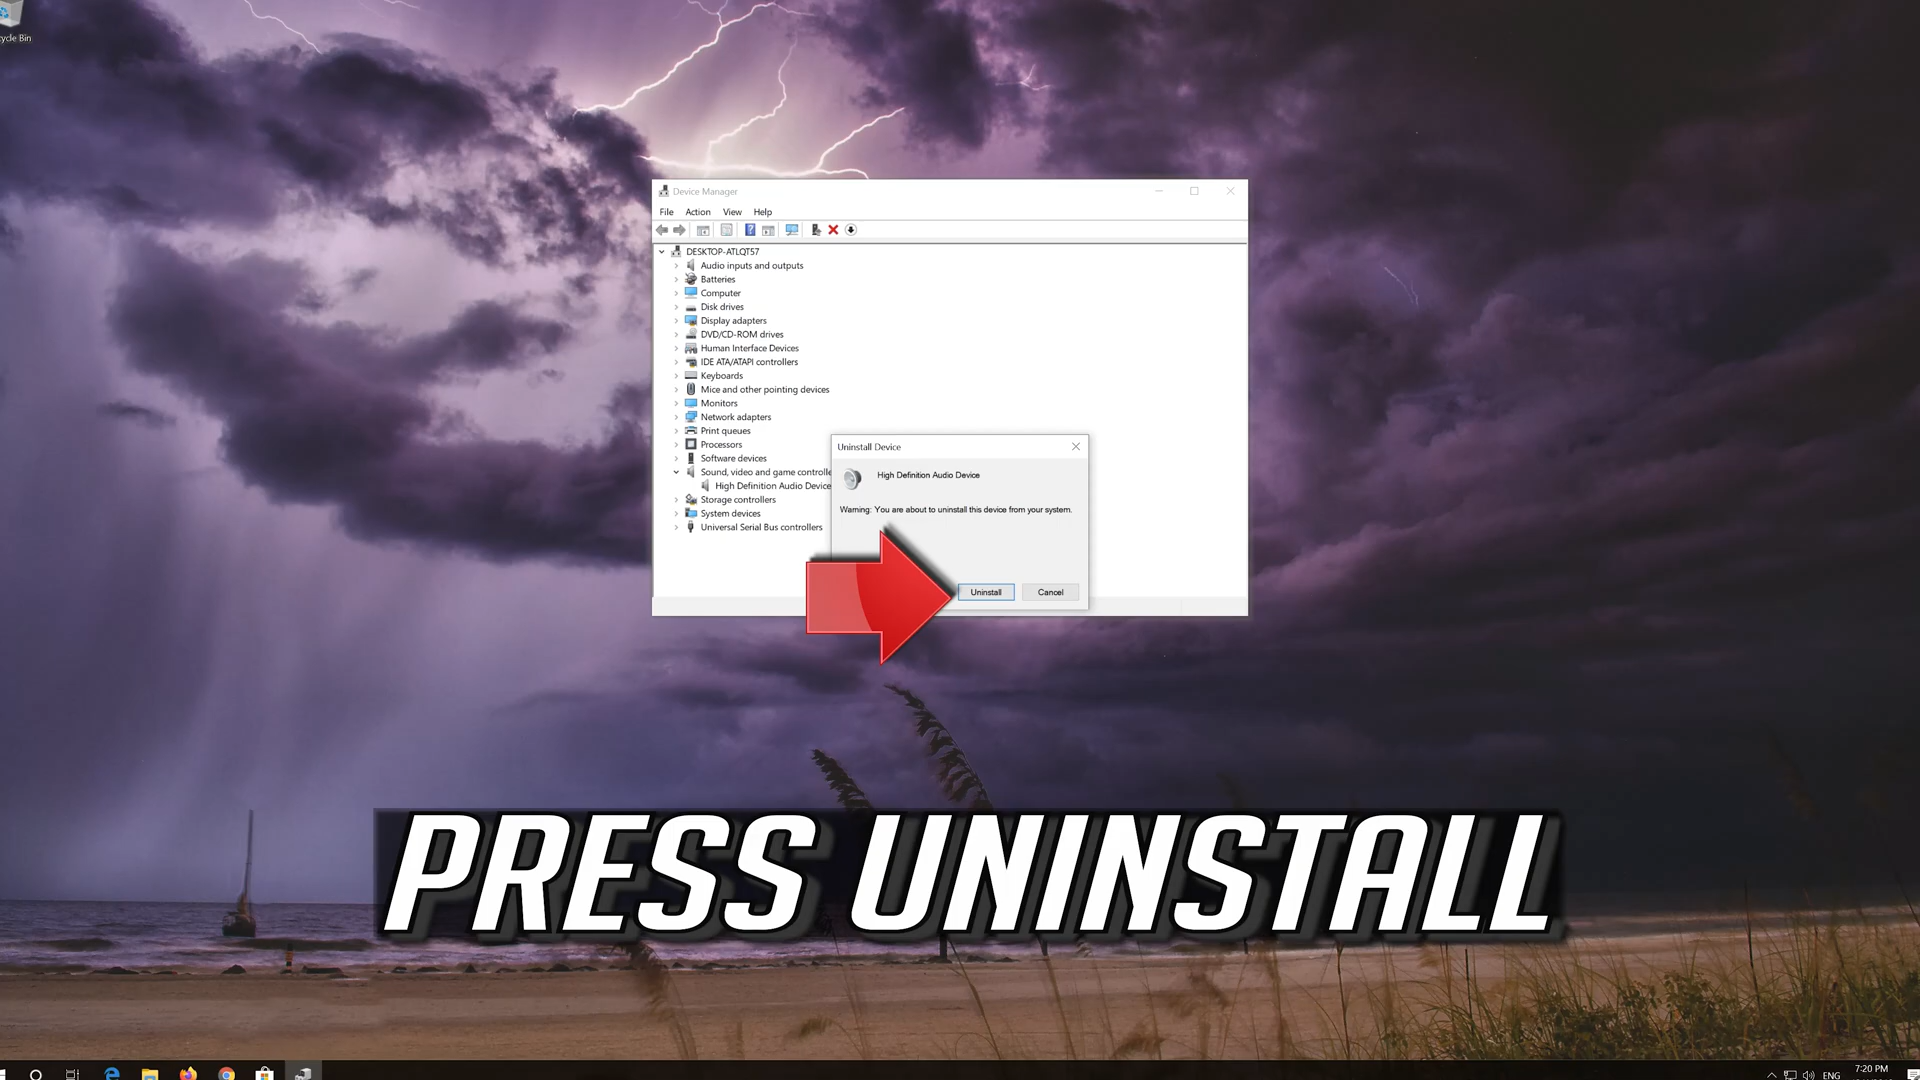 cycle Bin
Device Manager
File Action View Help
DESKTOP-ATLQT57
Audio inputs and outputs
Batteries
Computer
Disk drives
Display adapters
DVD/CD-ROM drives
Human Interface Devices
IDE ATA/ATAPI controllers
Keyboards
Mice and other pointing devices
Monitors
Network adapters
Print queues
Processors
Software devices
Sound, video and game controlle
High Definition Audio Device
Storage controllers
System devices
Universal Serial Bus controllers
Uninstall Device
High Definition Audio Device
Warning: You are about to uninstall this device from your system.
Uninstall Cancel
PRESS UNINSTALL
ENG
7:20 PM